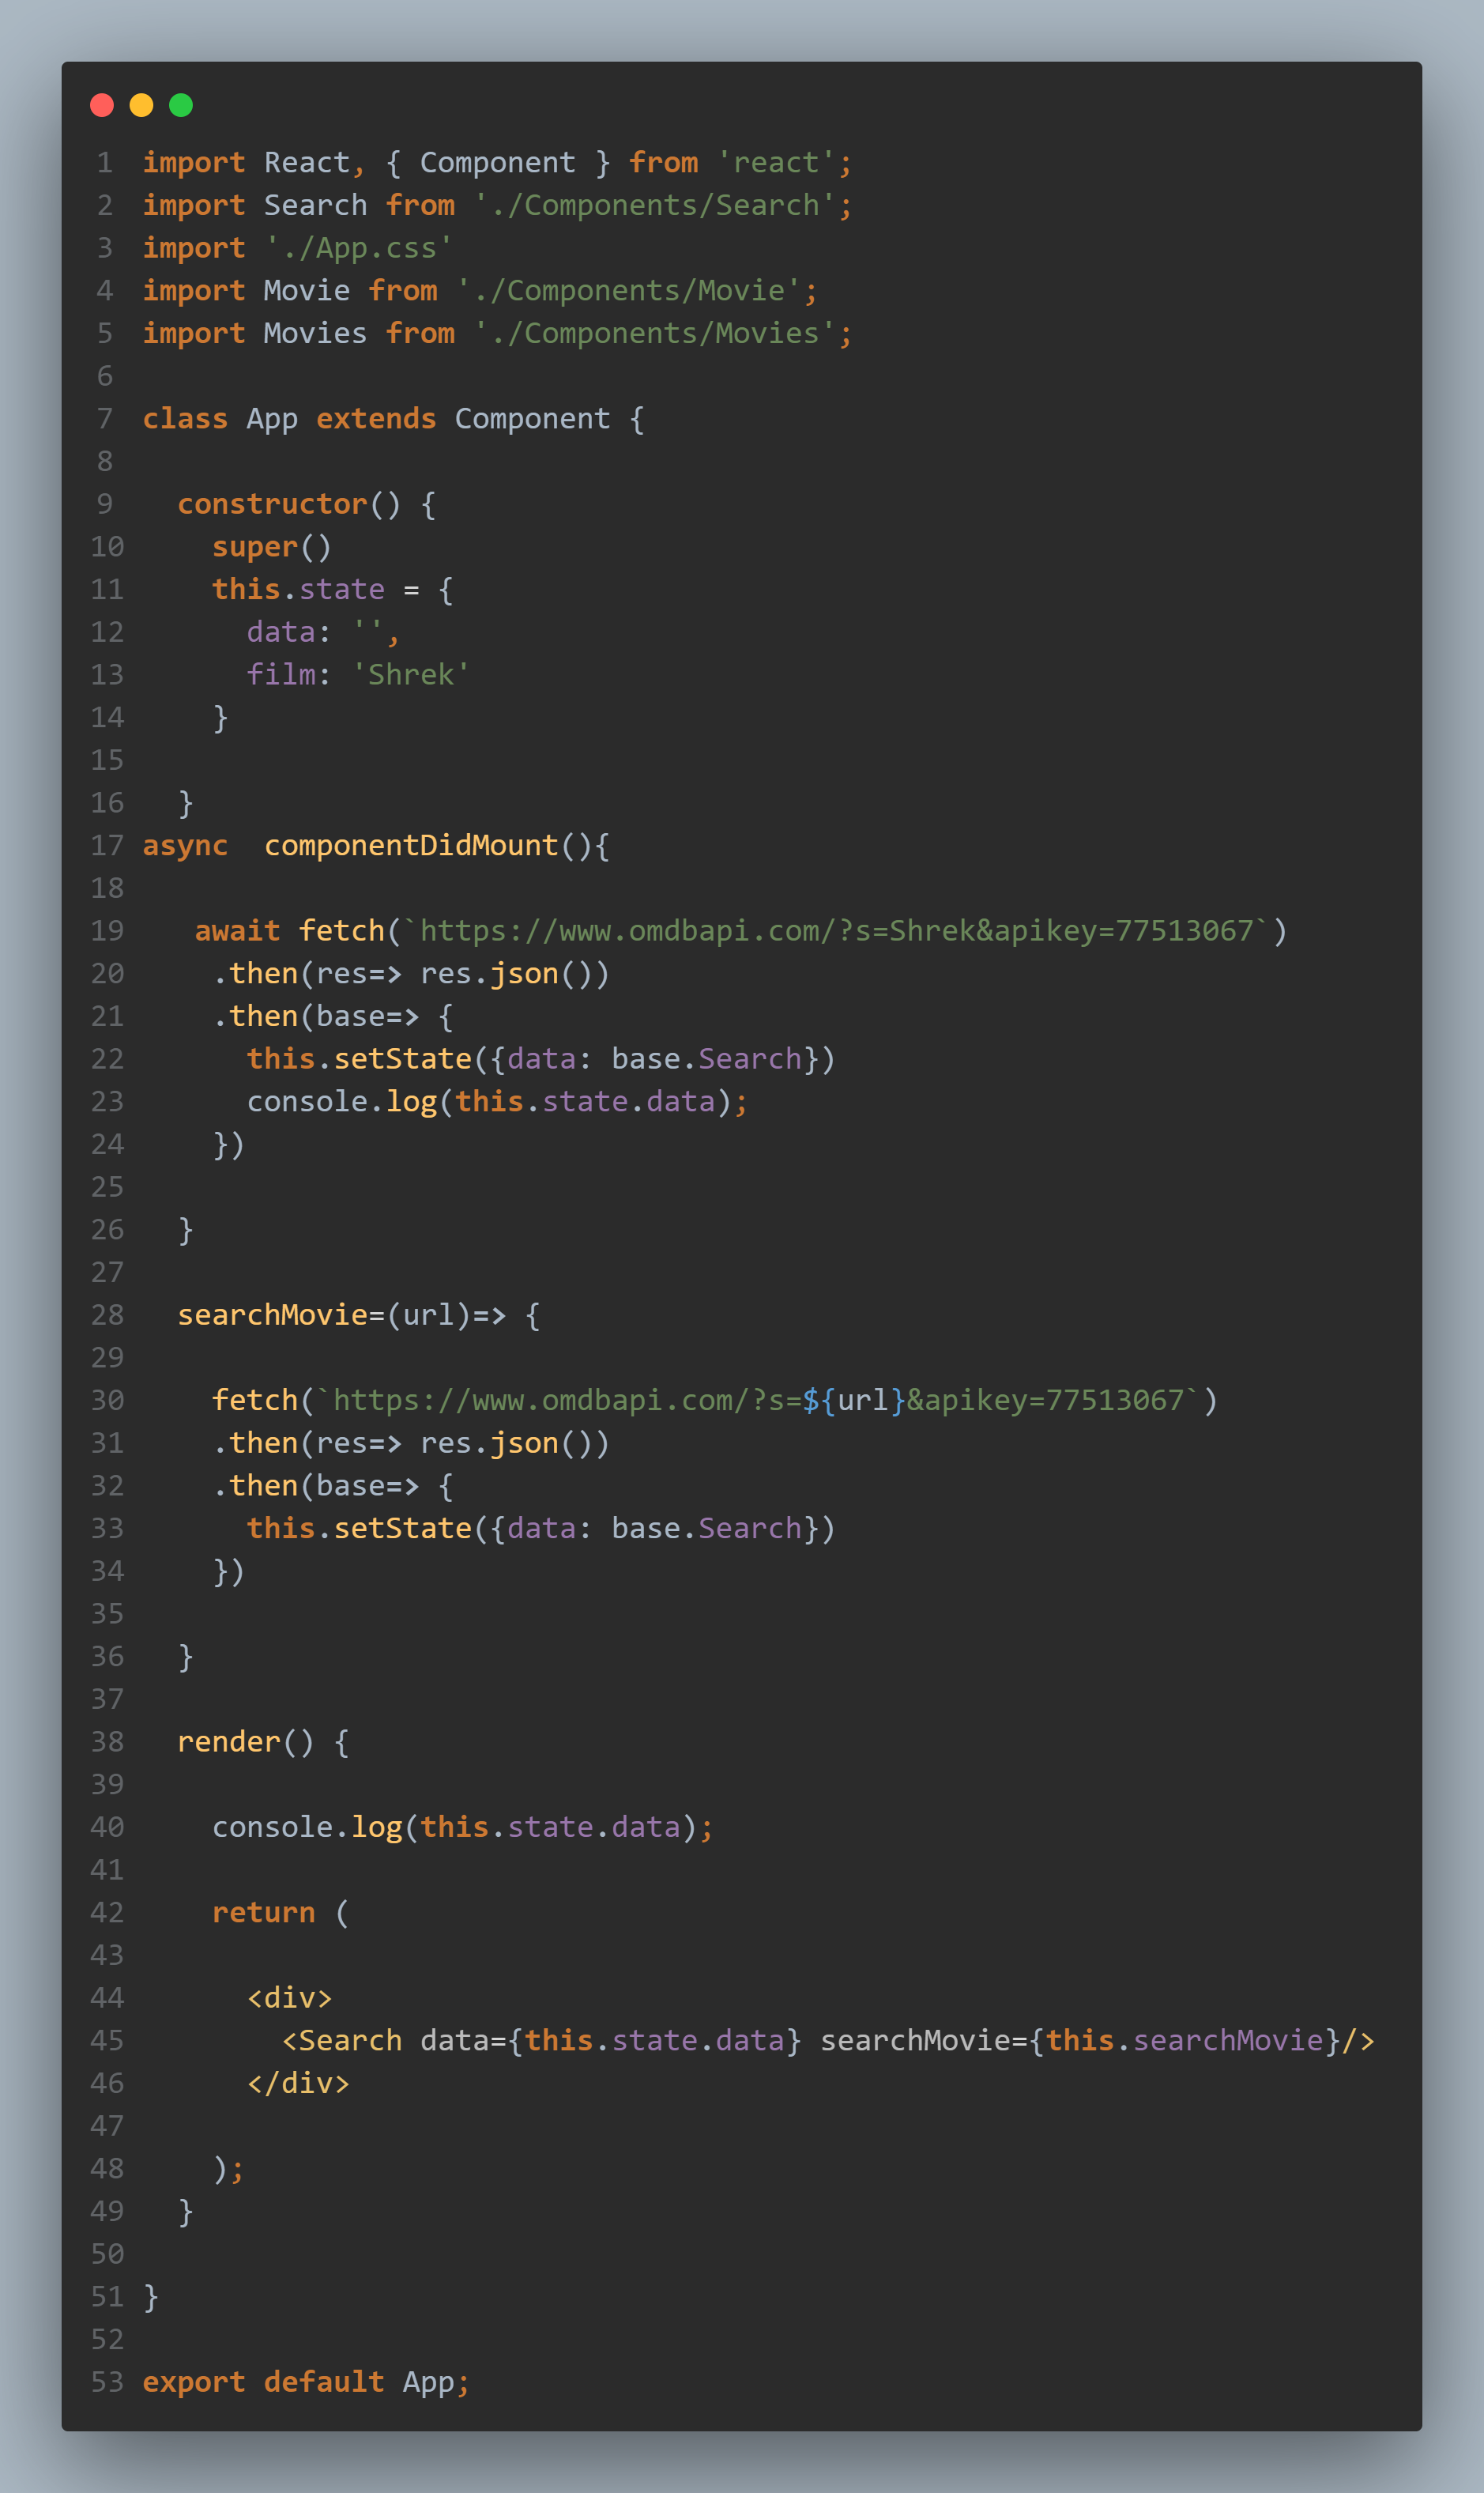 1 import React, { Component } from 'react';
2 import Search from './Components/Search';
3 import './App.css'
4 import Movie from './Components/Movie';
5 import Movies from './Components/Movies';
6
7 class App extends Component {
8
9   constructor() {
10     super()
11     this.state = {
12       data: '',
13       film: 'Shrek'
14     }
15
16   }
17 async  componentDidMount(){
18
19    await fetch(`https://www.omdbapi.com/?s=Shrek&apikey=77513067`)
20     .then(res=> res.json())
21     .then(base=> {
22       this.setState({data: base.Search})
23       console.log(this.state.data);
24     })
25
26   }
27
28   searchMovie=(url)=> {
29
30     fetch(`https://www.omdbapi.com/?s=${url}&apikey=77513067`)
31     .then(res=> res.json())
32     .then(base=> {
33       this.setState({data: base.Search})
34     })
35
36   }
37
38   render() {
39
40     console.log(this.state.data);
41
42     return (
43
44       <div>
45         <Search data={this.state.data} searchMovie={this.searchMovie}/>
46       </div>
47
48     );
49   }
50
51 }
52
53 export default App;